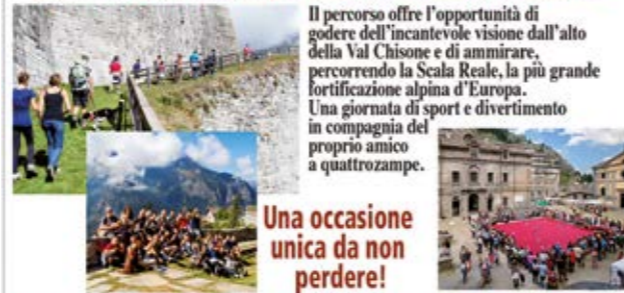 Il percorso offre l'opportunità di
godere dell'incantevole visione dall'alto
della Val Chisone e di ammirare,
percorrendo la Scala Reale, la più grande
fortificazione alpina d'Europa.
Una giornata di sport e divertimento
in compagnia del
proprio amico
a quattrozampe.
Una occasione
unica da non
perdere!